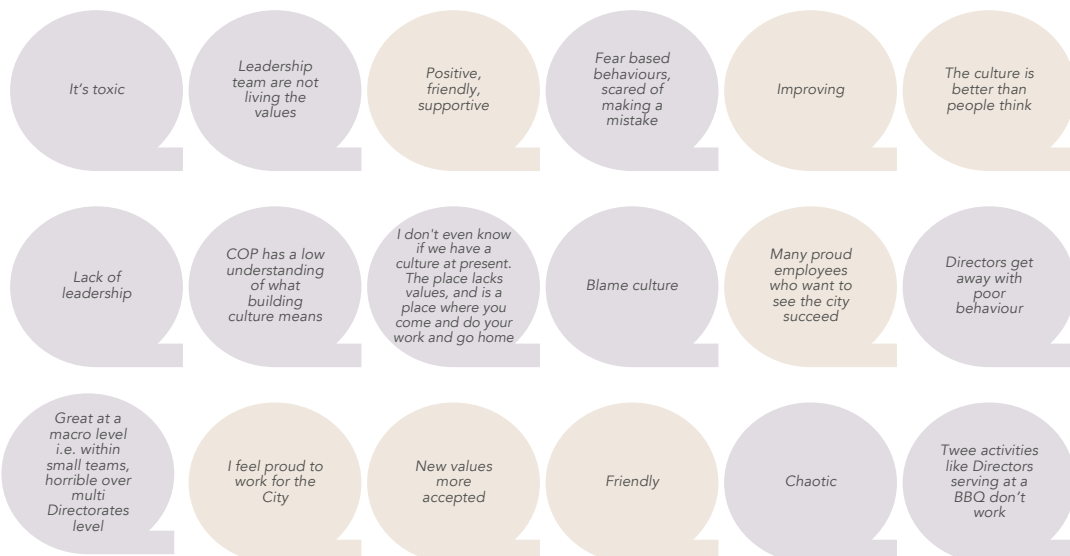 It's toxic
Leadership
team are not
living the
values
Positive,
friendly,
supportive
Fear based
behaviours,
scared of
making a
mistake
Improving
The culture is
better than
people think
Lack of
leadership
COP has a low
understanding
of what
building
culture means
I don't even know
if we have a
culture at present.
The place lacks
values, and is a
place where you
come and do your
work and go home
Blame culture
Many proud
employees
who want to
see the city
succeed
Directors get
away with
poor
behaviour
Great at a
macro level
i.e. within
small teams,
horrible over
multi
Directorates
level
I feel proud to
work for the
City
New values
more
accepted
Friendly
Chaotic
Twee activities
like Directors
serving at a
BBQ don't
work